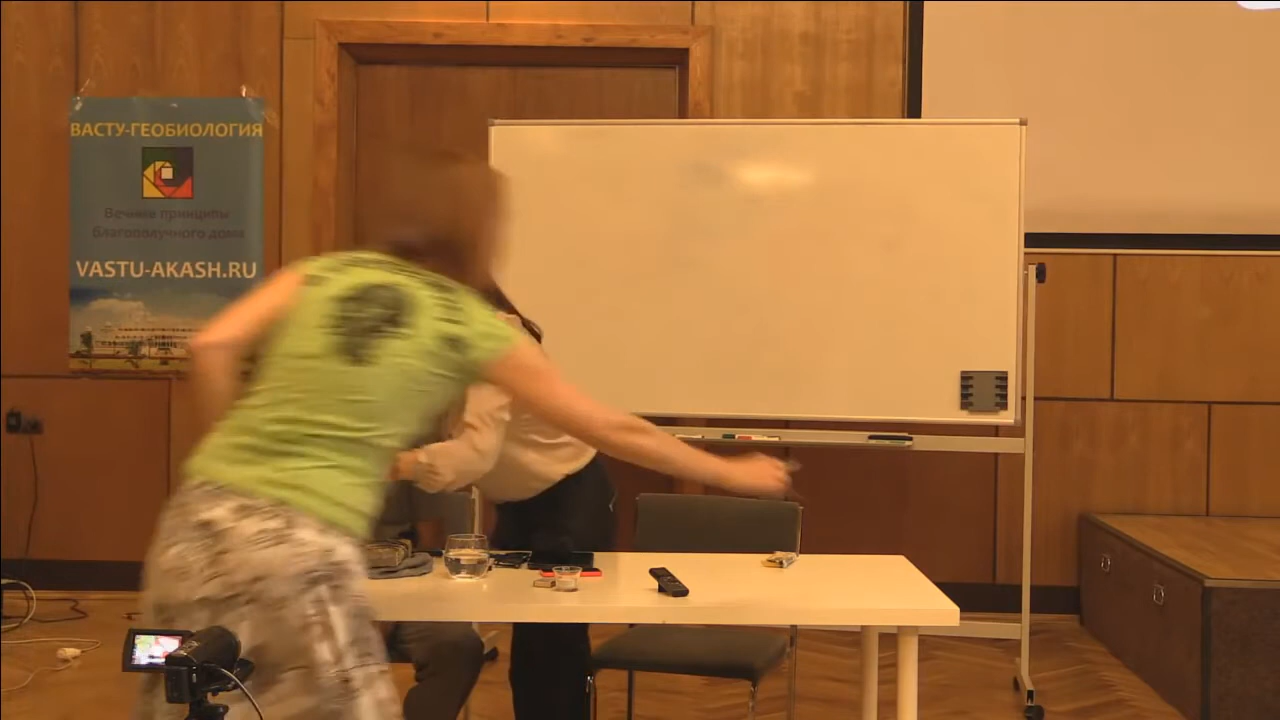 ВАСТУ-ГЕОБИОЛОГИЯ
Вечные принципы
благополучного дома
VASTU-AKASH.RU